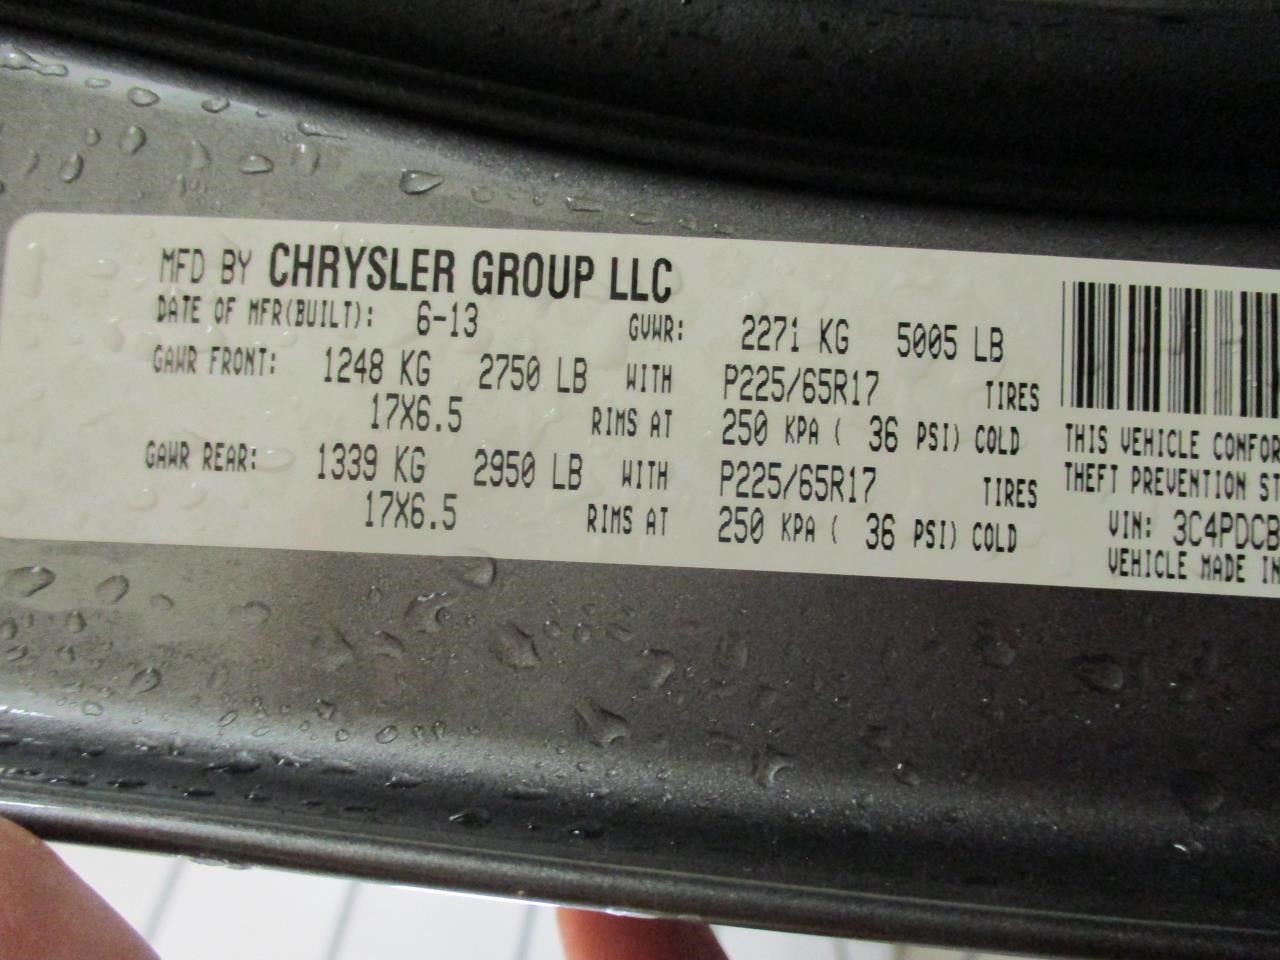 MFD BY CHRYSLER GROUP LLC
DATE OF MFR(BUILT): 6-13 GVWR: 2271 KG 5005 LB
GAWR FRONT: 1248 KG 2750 LB WITH P225/65R17 TIRES
17X6.5 RIMS AT 250 KPA ( 36 PSI) COLD
GAWR REAR: 1339 KG 2950 LB WITH P225/65R17 TIRES
17X6.5 RIMS AT 250 KPA ( 36 PSI) COLD
THIS VEHICLE CONFOR
THEFT PREVENTION ST
VIN: 3C4PDCB
VEHICLE MADE IN